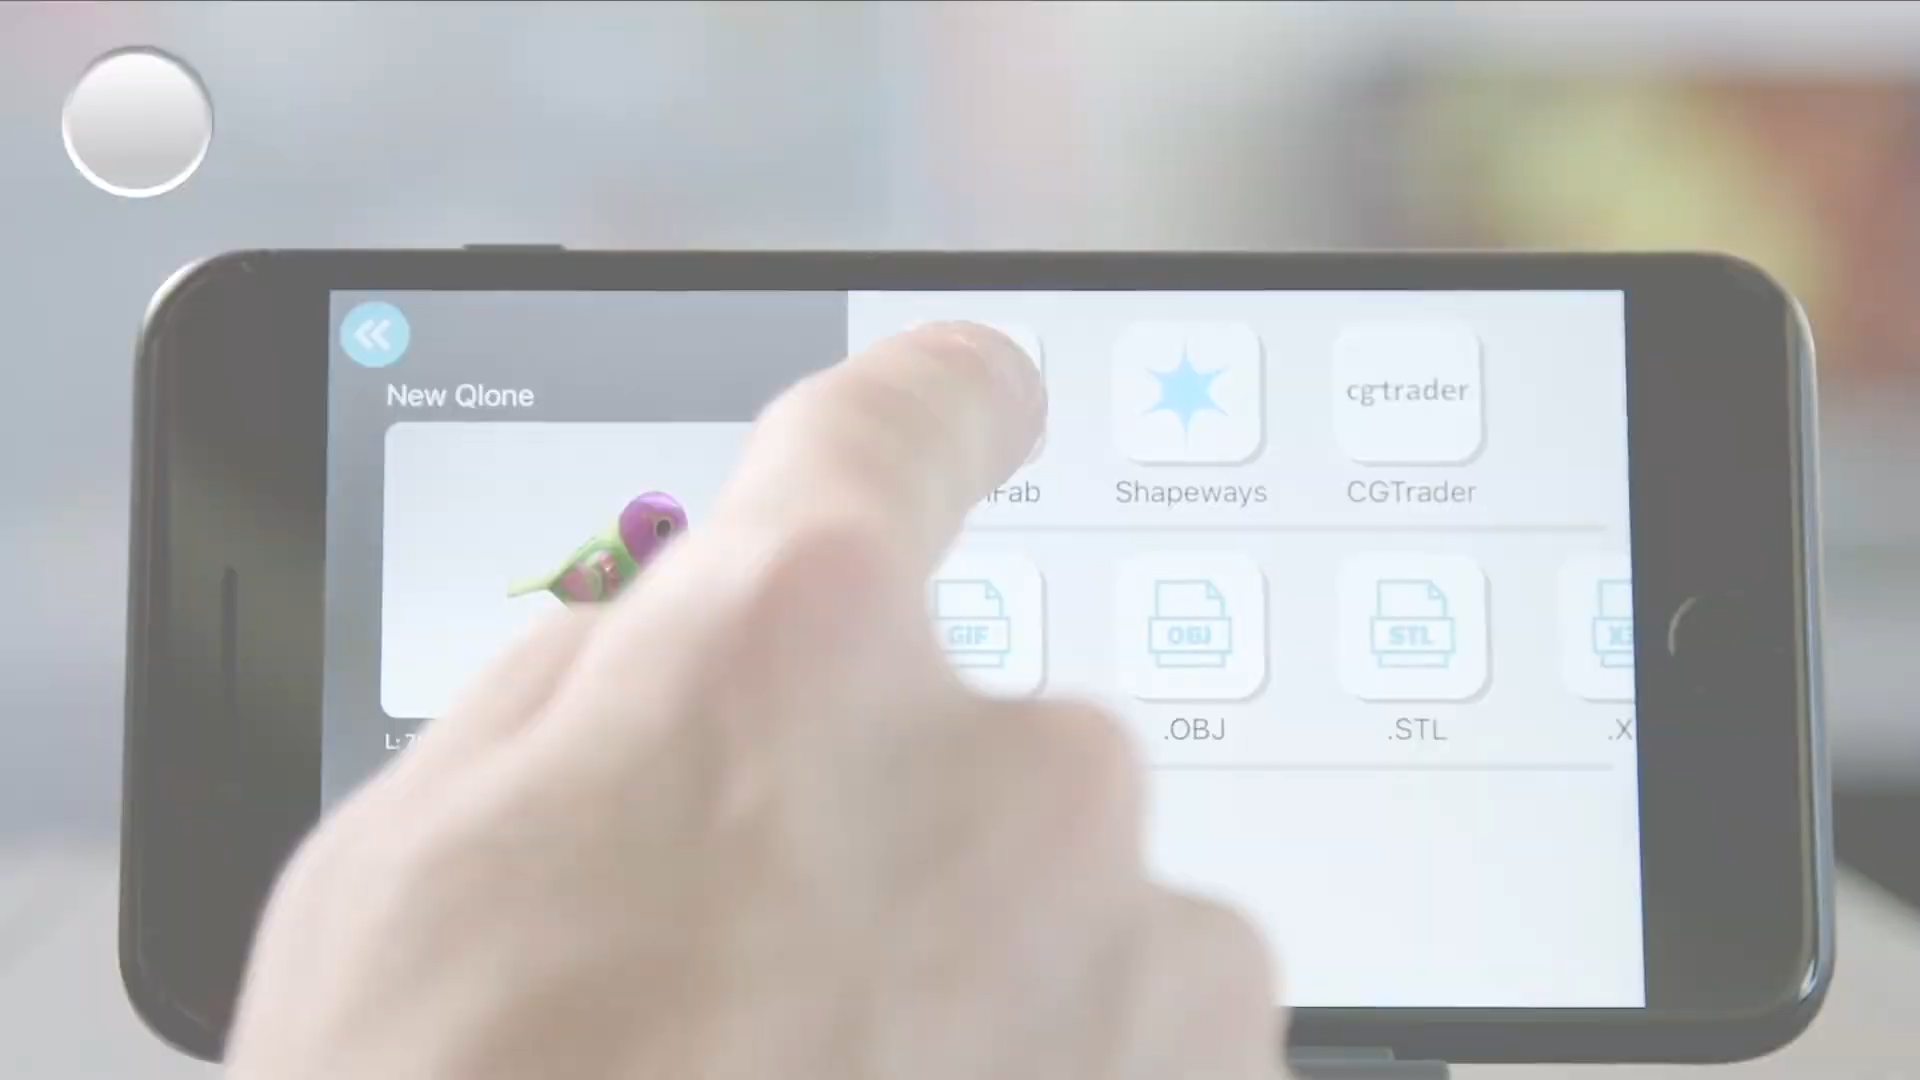 New Qlone
cgtrader
Shapeways
CGTrader
GIF
OBJ
STL
.OBJ
.STL